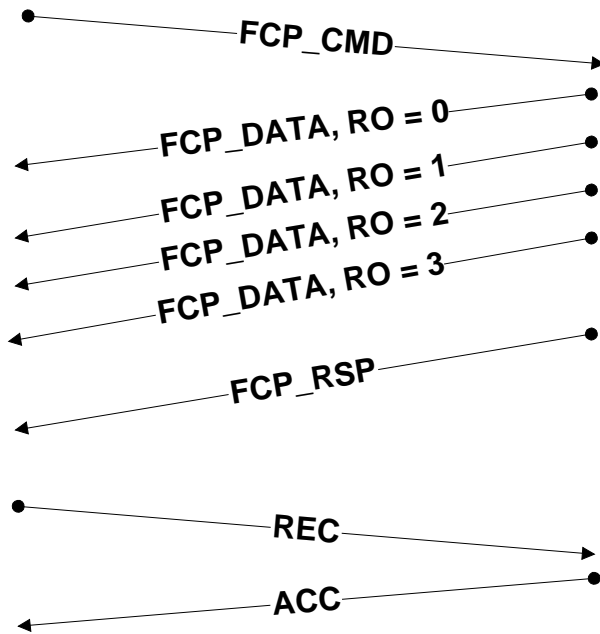 FCP_CMD
FCP_DATA, RO = 0
FCP_DATA, RO = 1
FCP_DATA, RO = 2
FCP_DATA, RO = 3
FCP_RSP
REC
ACC